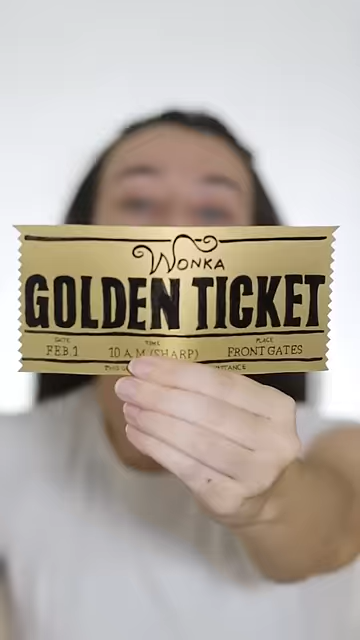 WONKA
GOLDEN TICKET
DATE TIME PLACE
FEB.1 10 A.M (SHARP) FRONT GATES